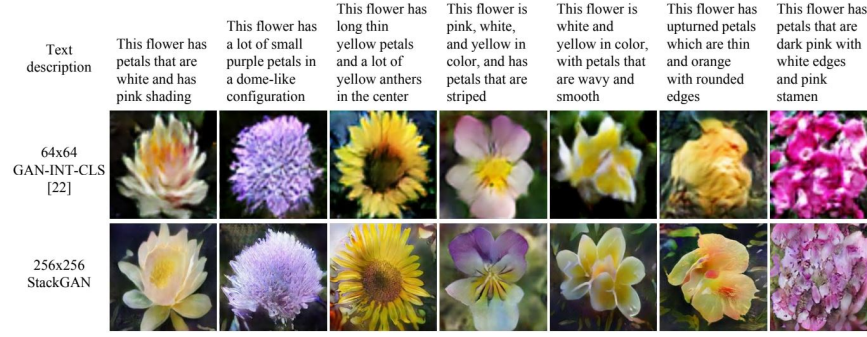 Text
description
This flower has
petals that are
white and has
pink shading
This flower has
a lot of small
purple petals in
a dome-like
configuration
This flower has
long thin
yellow petals
and a lot of
yellow anthers
in the center
This flower is
pink, white,
and yellow in
color, and has
petals that are
striped
This flower is
white and
yellow in color,
with petals that
are wavy and
smooth
This flower has
upturned petals
which are thin
and orange
with rounded
edges
This flower has
petals that are
dark pink with
white edges
and pink
stamen
64x64
GAN-INT-CLS
[22]
256x256
StackGAN